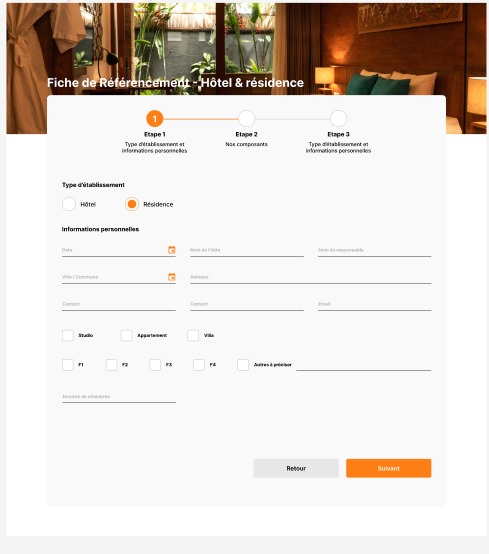 Fiche de Référencement - Hôtel & résidence
1
Etape 1
Etape 2
Etape 3
Type d'établissement et
informations personnelles
Nos composants
Type d'établissement et
informations personnelles
Type d'établissement
Hôtel
Résidence
Informations personnelles
Date
Nom de l'hôte
Nom du responsable
Ville / Commune
Adresse
Contact
Contact
Email
Studio
Appartement
Villa
F1
F2
F3
F4
Autres à préciser
Nombre de chambres
Retour
Suivant